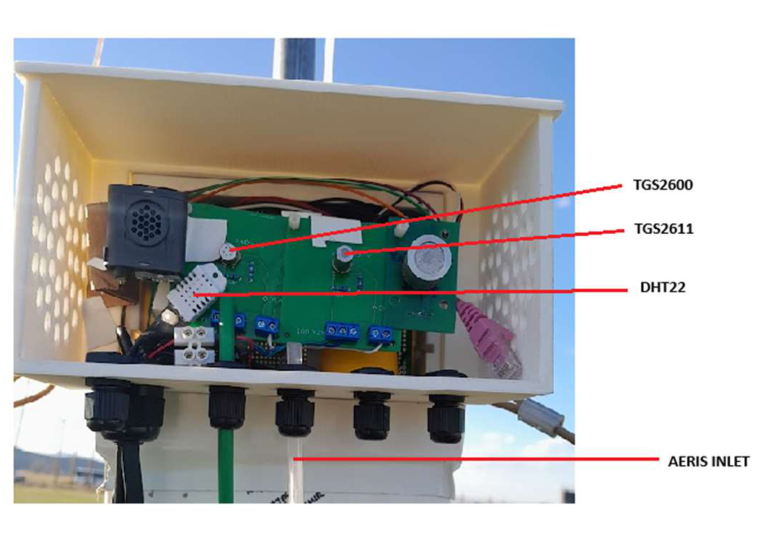 TGS2600
TGS2611
DHT22
AERIS INLET